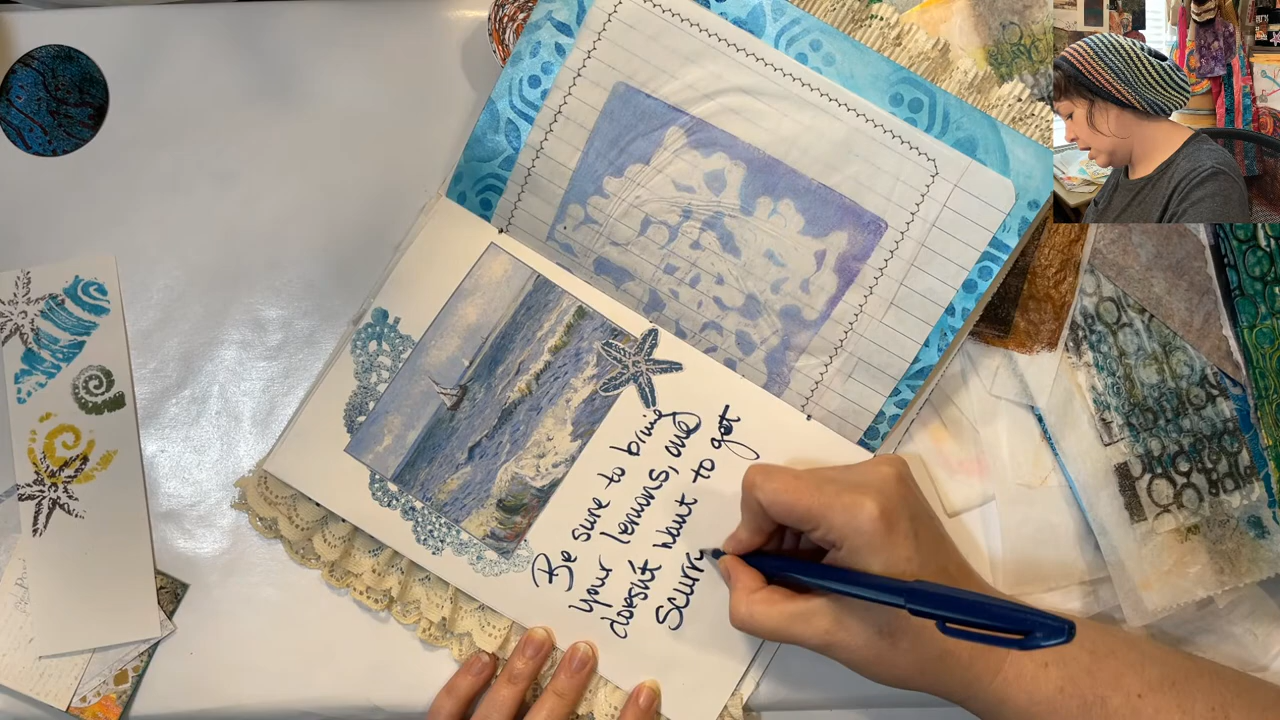 Be sure to bring
your lemons, one
doesn't want to get
Scurv